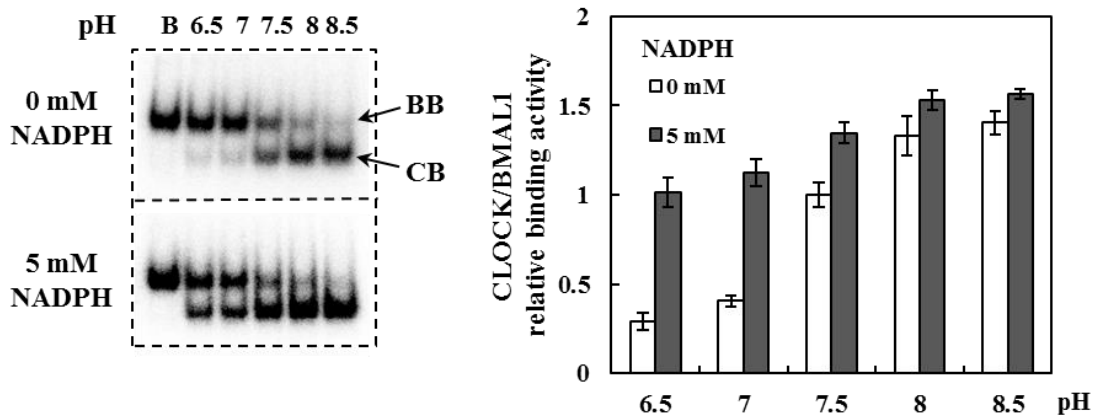 pH B 6.5 7 7.5 8 8.5
0 mM
NADPH
BB
CB
5 mM
NADPH
CLOCK/BMAL1
relative binding activity
2
1.5
1
0.5
0
NADPH
0 mM
5 mM
6.5 7 7.5 8 8.5 pH